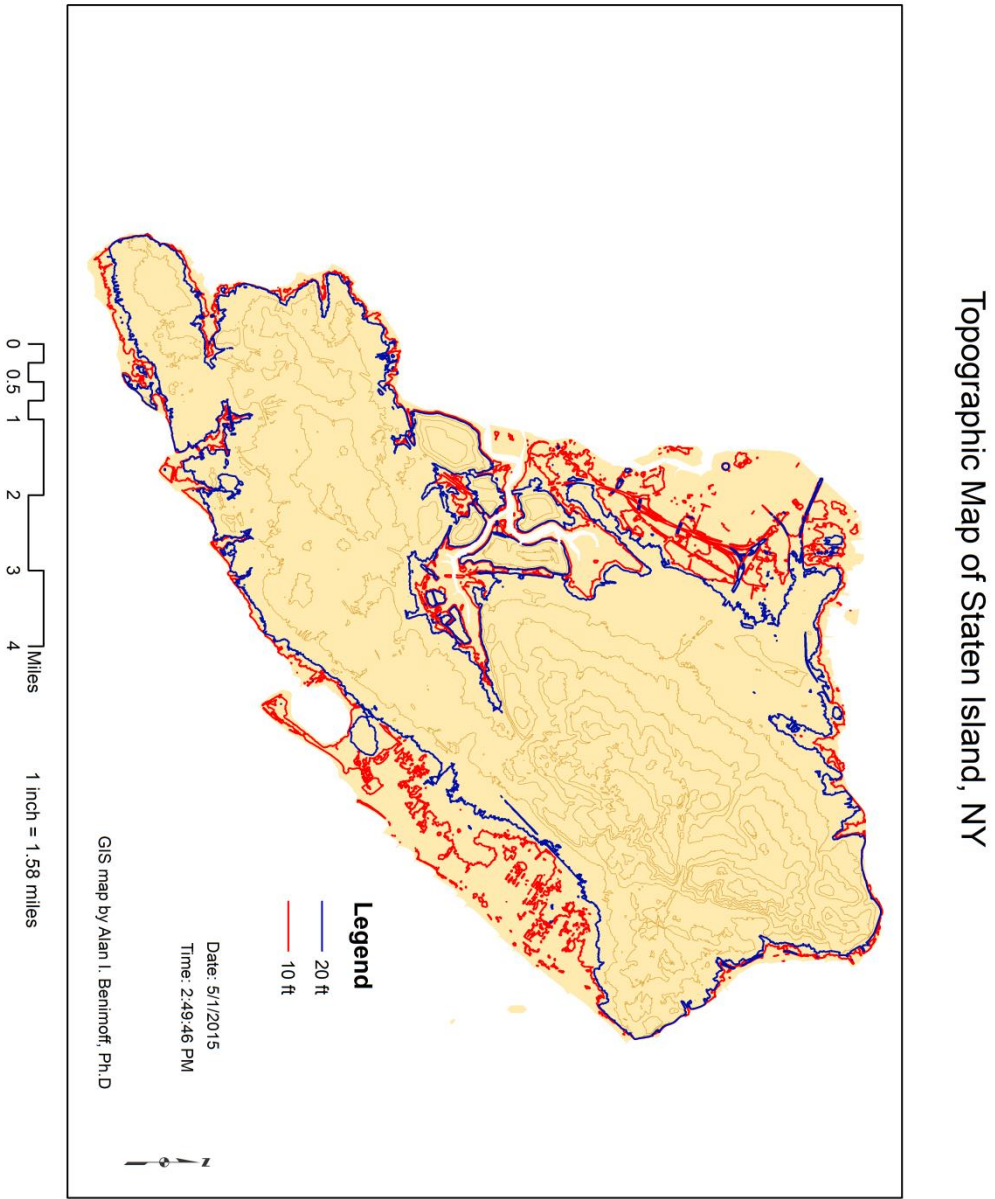 Topographic Map of Staten Island, NY
Legend
20 ft
10 ft
Date: 5/1/2015
Time: 2:49:46 PM
GIS map by Alan I. Benimoff, Ph.D
N
0 0.5 1 2 3 4 Miles
1 inch = 1.58 miles